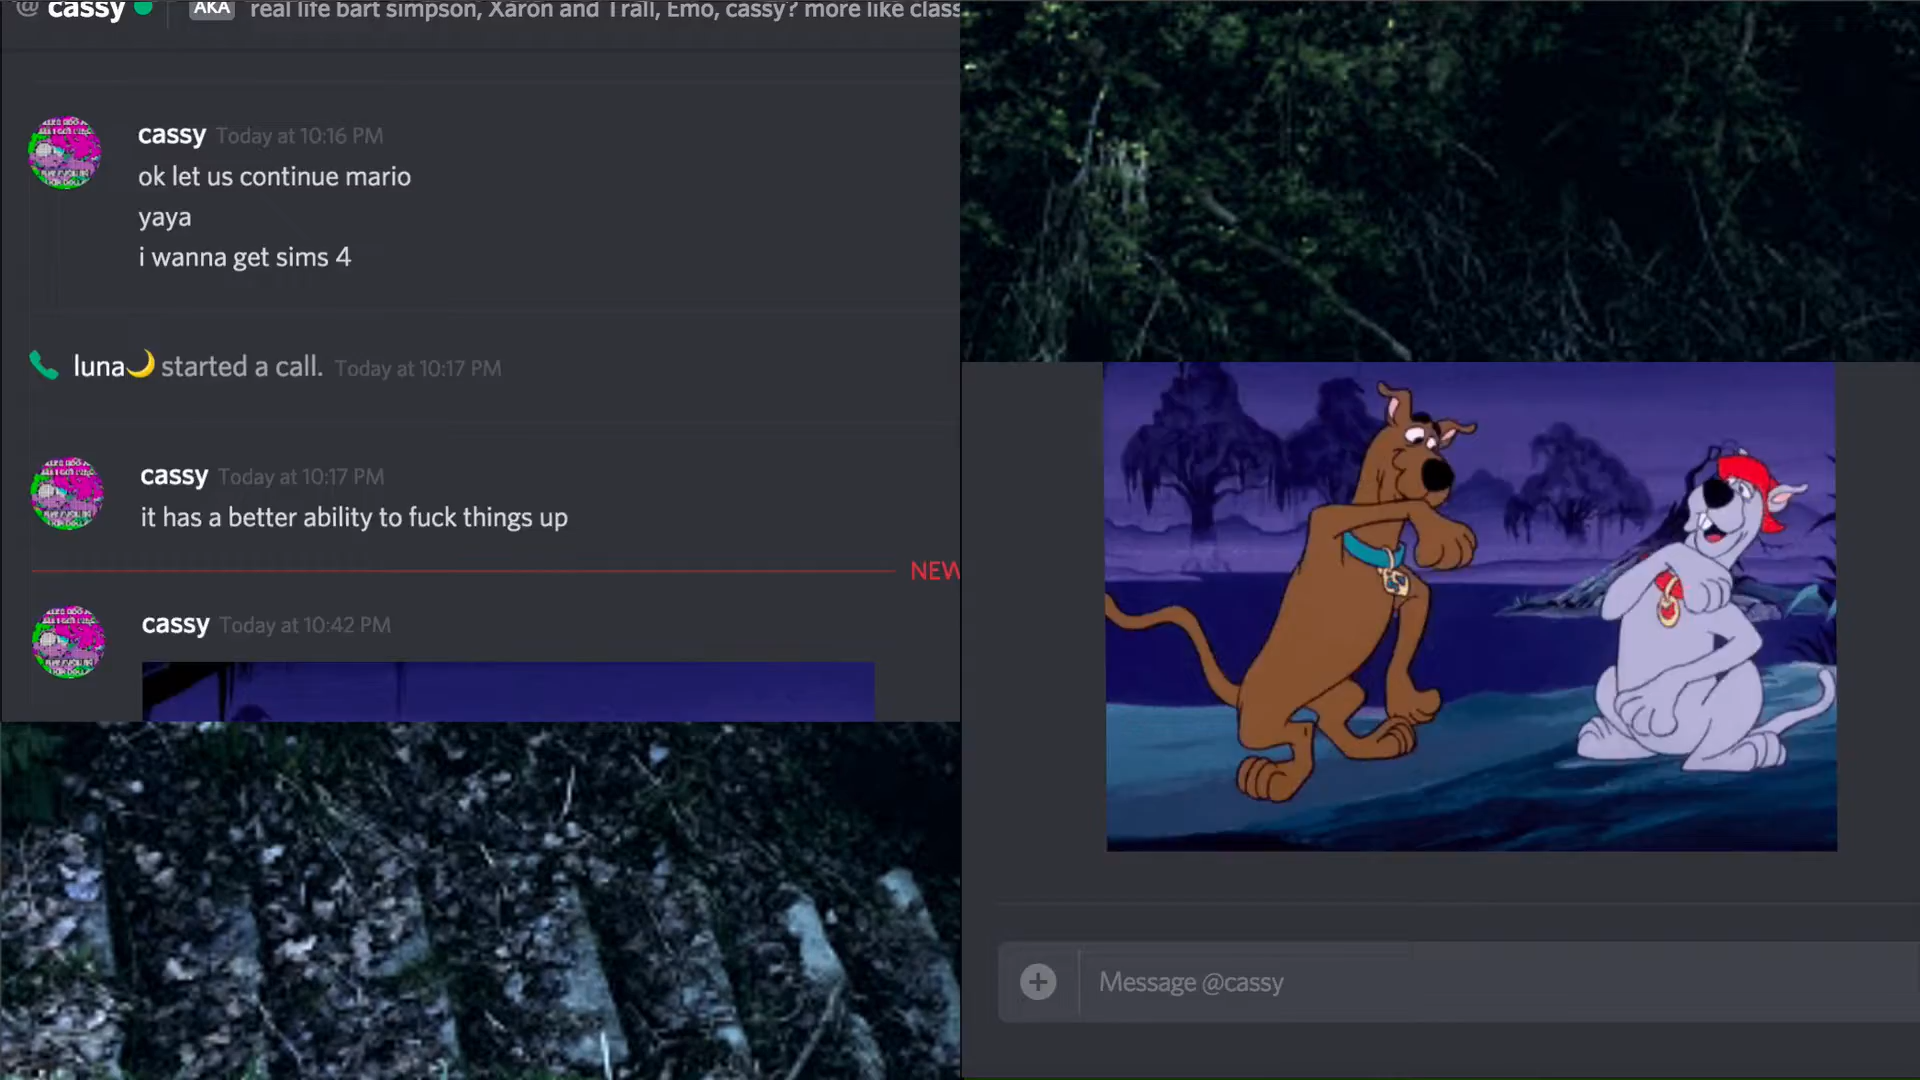 @ cassy AKA real life bart simpson, Xaron and Trall, Emo, cassy? more like class
cassy Today at 10:16 PM
ok let us continue mario
yaya
i wanna get sims 4
luna🌙 started a call. Today at 10:17 PM
cassy Today at 10:17 PM
it has a better ability to fuck things up
NEW
cassy Today at 10:42 PM
Message @cassy